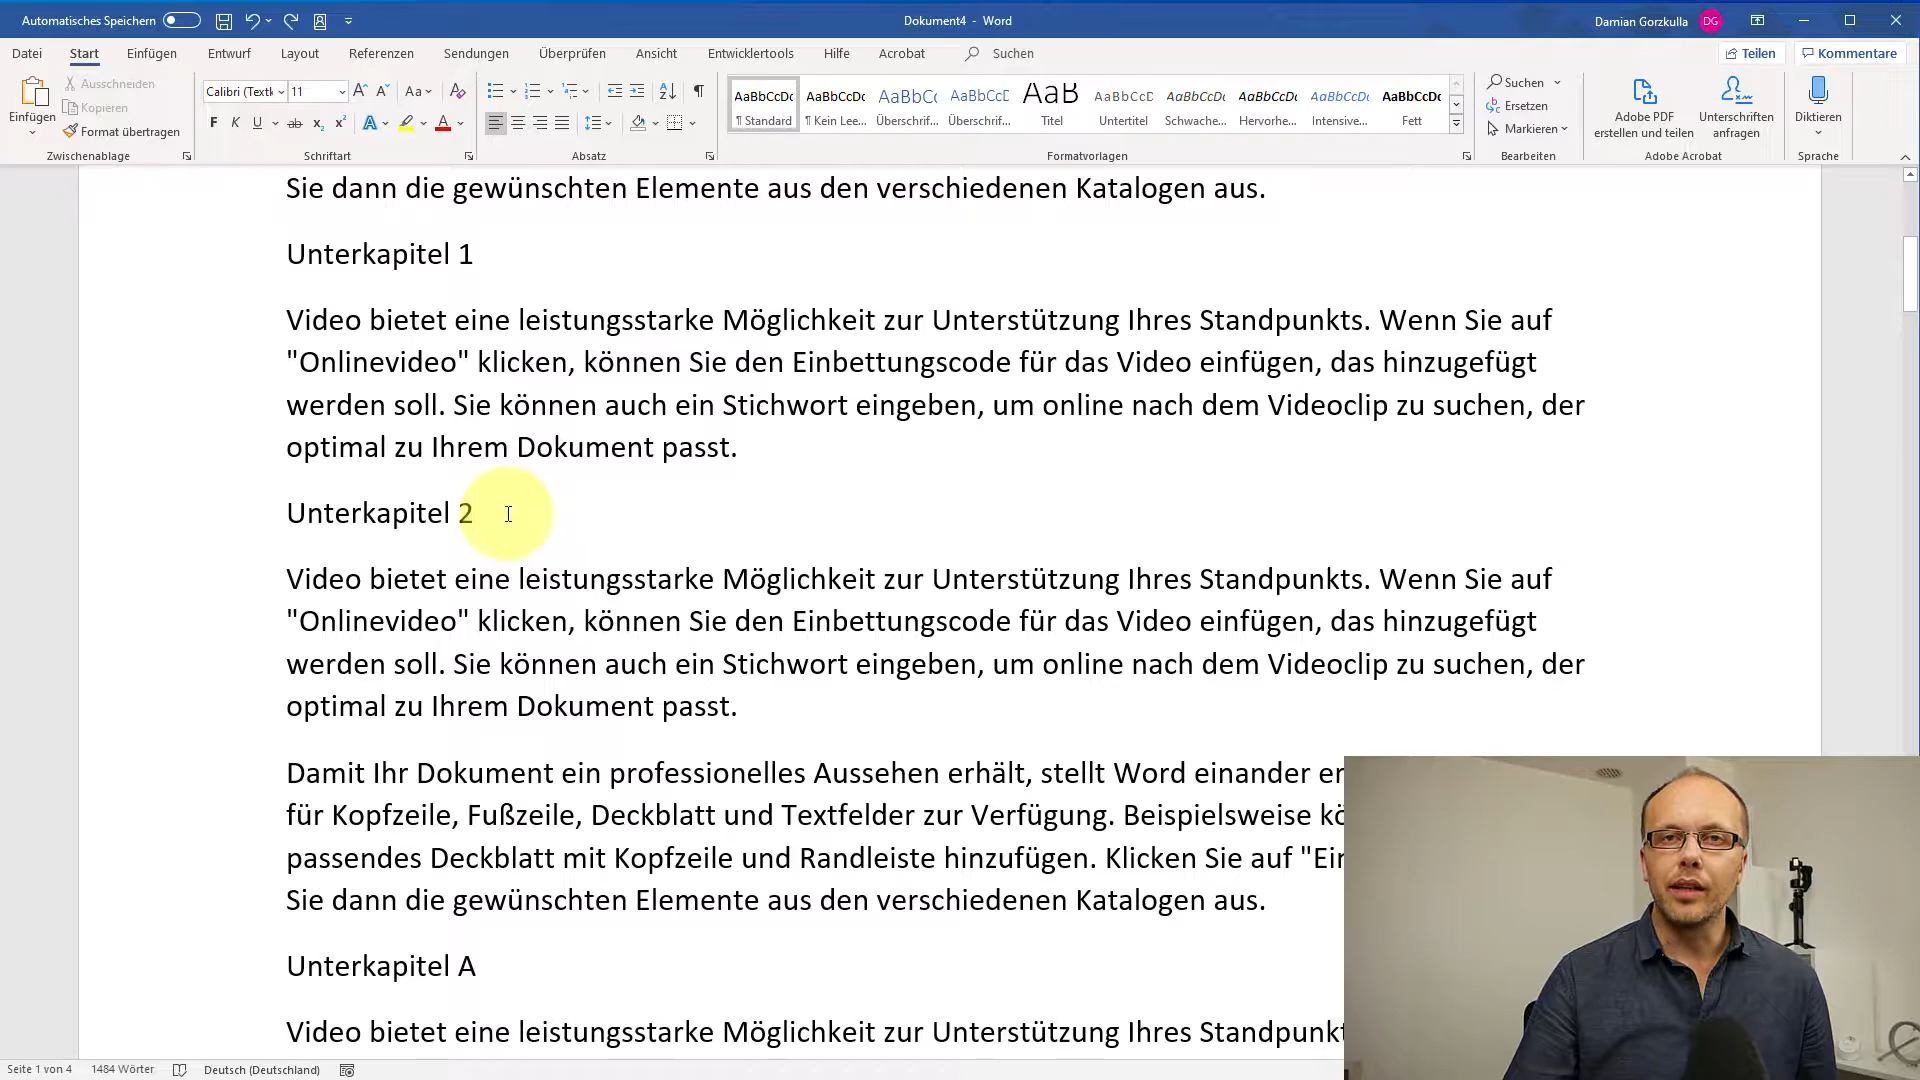 Automatisches Speichern
Dokument4 - Word
Damian Gorzkulla
DG
Datei Start Einfügen Entwurf Layout Referenzen Sendungen Überprüfen Ansicht Entwicklertools Hilfe Acrobat Suchen
Teilen Kommentare
Einfügen
Ausschneiden
Kopieren
Format übertragen
Zwischenablage
Calibri (Textk 11
Aa
F K U ab x₂ x²
Schriftart
Absatz
AaBbCcDc AaBbCcDc AaBbC( AaBbCcD AaB AaBbCcD AaBbCcDc AaBbCcDc AaBbCcDc AaBbCcDc
¶ Standard ¶ Kein Lee... Überschrif... Überschrif... Titel Untertitel Schwache... Hervorhe... Intensive... Fett
Formatvorlagen
Suchen
Ersetzen
Markieren
Bearbeiten
Adobe PDF
erstellen und teilen
Unterschriften
anfragen
Adobe Acrobat
Diktieren
Sprache
Sie dann die gewünschten Elemente aus den verschiedenen Katalogen aus.
Unterkapitel 1
Video bietet eine leistungsstarke Möglichkeit zur Unterstützung Ihres Standpunkts. Wenn Sie auf
"Onlinevideo" klicken, können Sie den Einbettungscode für das Video einfügen, das hinzugefügt
werden soll. Sie können auch ein Stichwort eingeben, um online nach dem Videoclip zu suchen, der
optimal zu Ihrem Dokument passt.
Unterkapitel 2
Video bietet eine leistungsstarke Möglichkeit zur Unterstützung Ihres Standpunkts. Wenn Sie auf
"Onlinevideo" klicken, können Sie den Einbettungscode für das Video einfügen, das hinzugefügt
werden soll. Sie können auch ein Stichwort eingeben, um online nach dem Videoclip zu suchen, der
optimal zu Ihrem Dokument passt.
Damit Ihr Dokument ein professionelles Aussehen erhält, stellt Word einander
für Kopfzeile, Fußzeile, Deckblatt und Textfelder zur Verfügung. Beispielsweise
passendes Deckblatt mit Kopfzeile und Randleiste hinzufügen. Klicken Sie auf
Sie dann die gewünschten Elemente aus den verschiedenen Katalogen aus.
Unterkapitel A
Video bietet eine leistungsstarke Möglichkeit zur Unterstützung Ihres Standpunkt
Seite 1 von 4 1484 Wörter Deutsch (Deutschland)